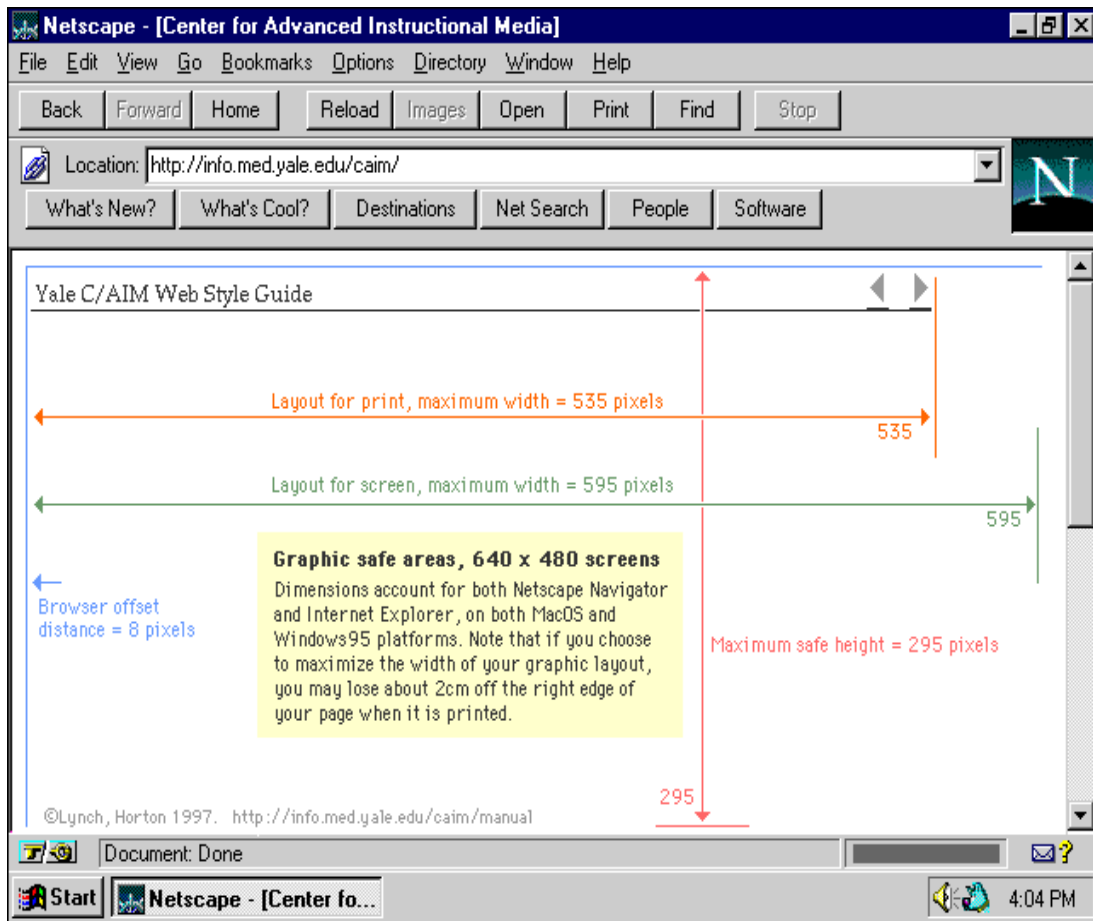 Netscape - [Center for Advanced Instructional Media]
File Edit View Go Bookmarks Options Directory Window Help
Back Forward Home Reload Images Open Print Find Stop
Location: http://info.med.yale.edu/caim/
N
What's New? What's Cool? Destinations Net Search People Software
Yale C/AIM Web Style Guide
Layout for print, maximum width = 535 pixels
535
Layout for screen, maximum width = 595 pixels
595
Graphic safe areas, 640 x 480 screens
Dimensions account for both Netscape Navigator
and Internet Explorer, on both MacOS and
Windows95 platforms. Note that if you choose
to maximize the width of your graphic layout,
you may lose about 2cm off the right edge of
your page when it is printed.
Browser offset
distance = 8 pixels
Maximum safe height = 295 pixels
295
©Lynch, Horton 1997. http://info.med.yale.edu/caim/manual
Document: Done
?
Start Netscape - [Center fo... 4:04 PM